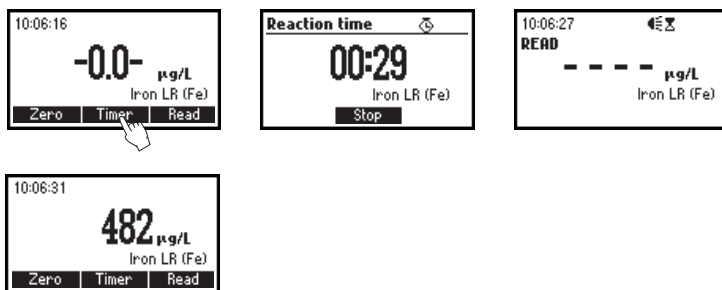 10:06:16
-0.0- µg/L
Iron LR (Fe)
Zero Timer Read
Reaction time
00:29
Iron LR (Fe)
Stop
10:06:27
READ
---- µg/L
Iron LR (Fe)
10:06:31
482 µg/L
Iron LR (Fe)
Zero Timer Read